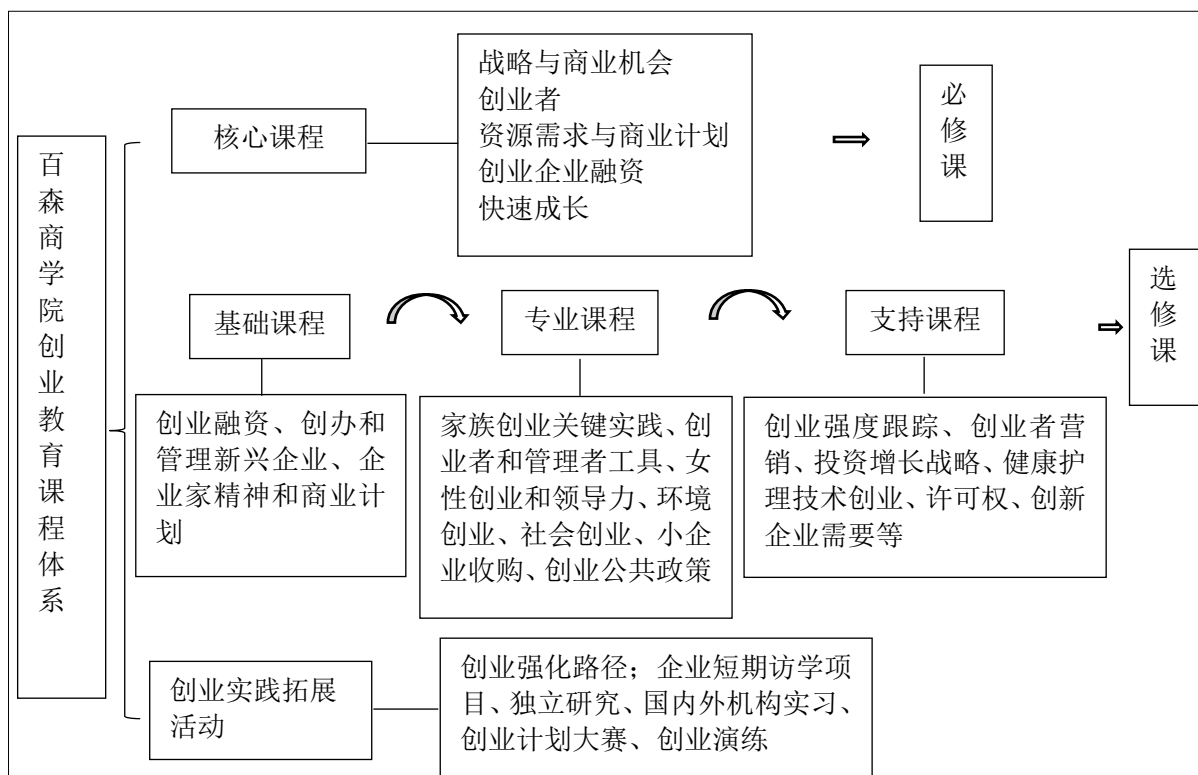 百森商学院创业教育课程体系
核心课程
战略与商业机会
创业者
资源需求与商业计划
创业企业融资
快速成长
必修课
基础课程
专业课程
支持课程
选修课
创业融资、创办和
管理新兴企业、企
业家精神和商业计
划
家族创业关键实践、创
业者和管理者工具、女
性创业和领导力、环境
创业、社会创业、小企
业收购、创业公共政策
创业强度跟踪、创业者营
销、投资增长战略、健康护
理技术创业、许可权、创新
企业需要等
创业实践拓展
活动
创业强化路径；企业短期访学项
目、独立研究、国内外机构实习、
创业计划大赛、创业演练